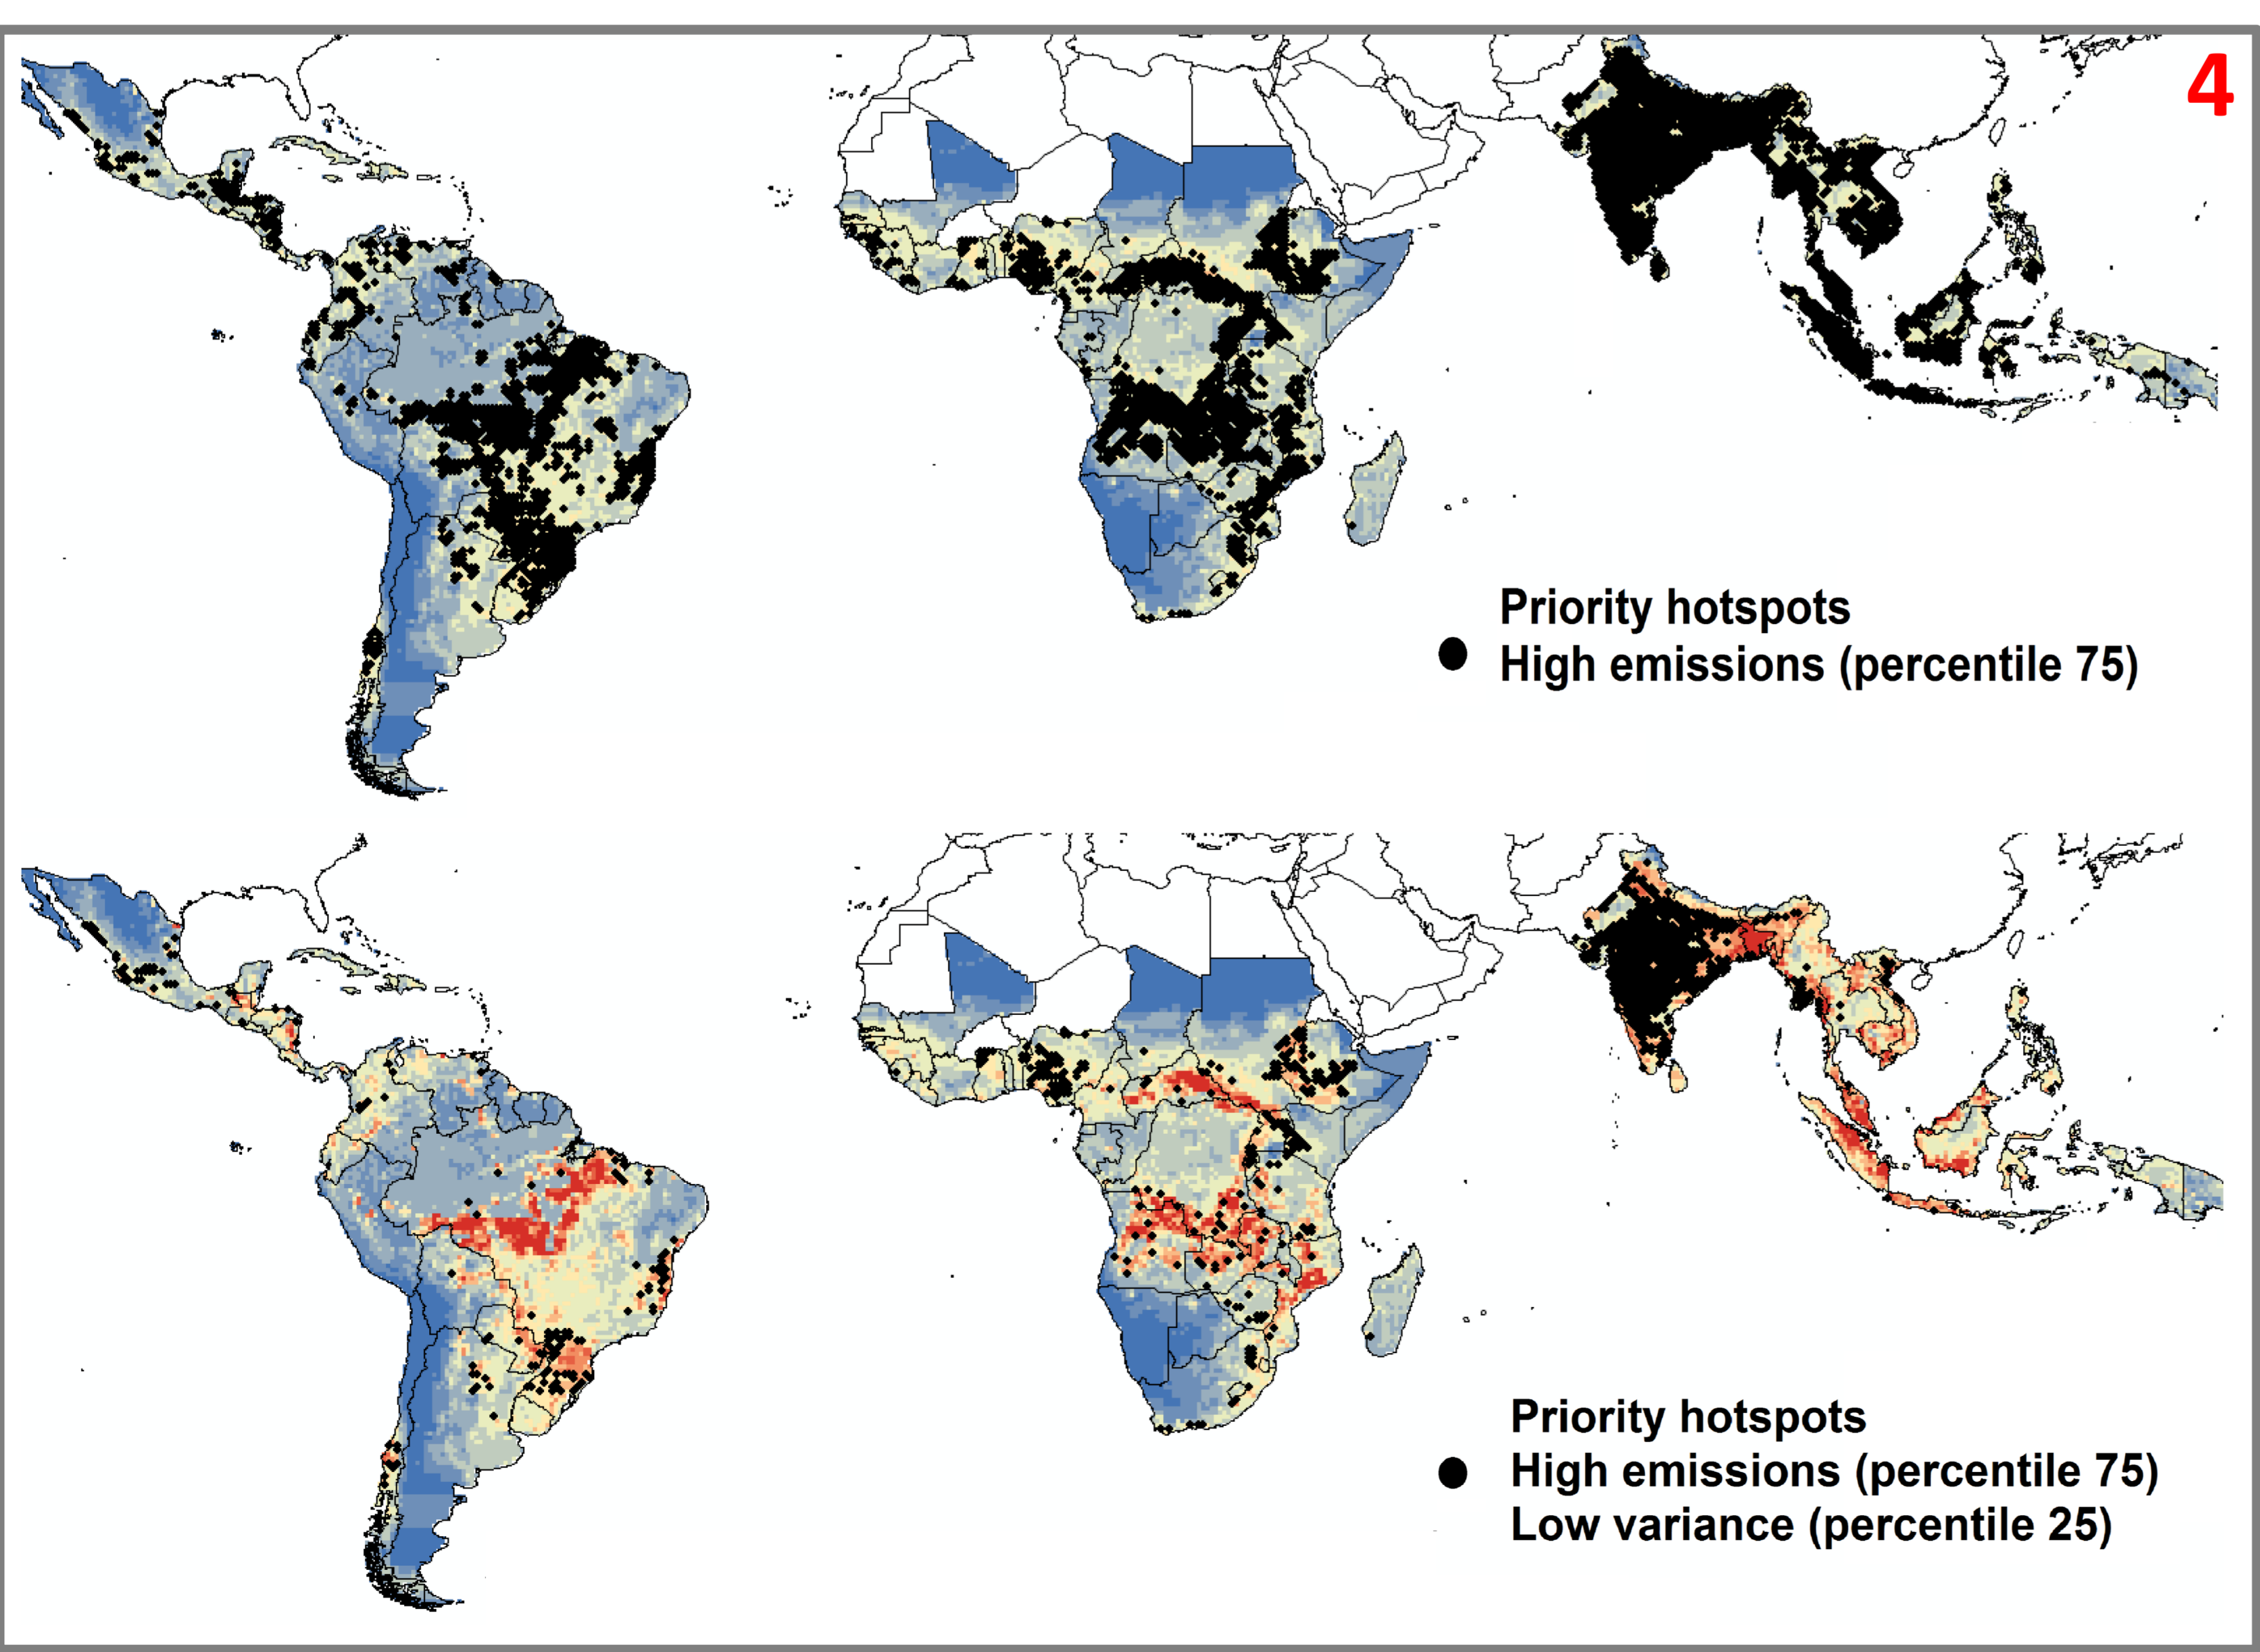 4
Priority hotspots
High emissions (percentile 75)
Priority hotspots
High emissions (percentile 75)
Low variance (percentile 25)